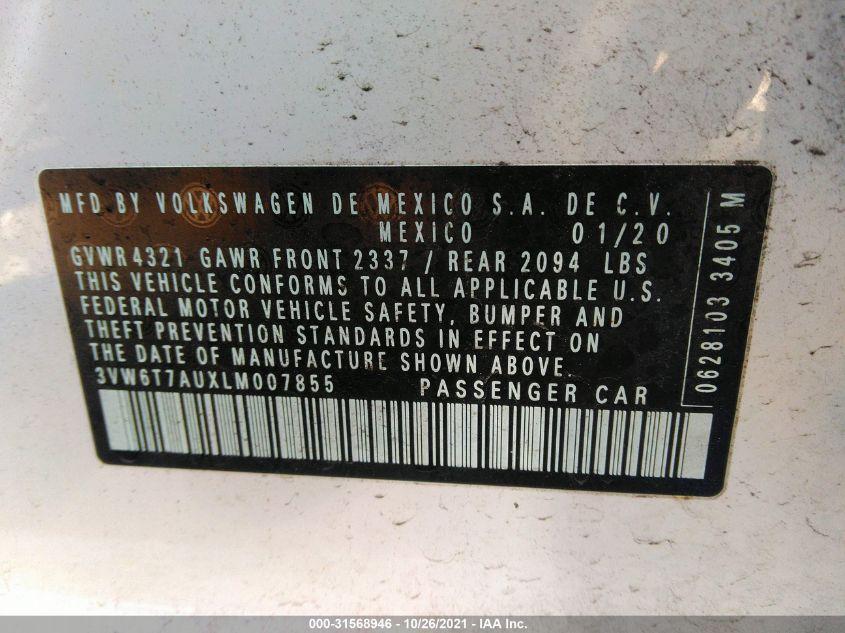 MFD BY VOLKSWAGEN DE MEXICO S.A. DE C.V.
MEXICO 01/20
GVWR 4321 GAWR FRONT 2337 / REAR 2094 LBS
THIS VEHICLE CONFORMS TO ALL APPLICABLE U.S.
FEDERAL MOTOR VEHICLE SAFETY, BUMPER AND
THEFT PREVENTION STANDARDS IN EFFECT ON
THE DATE OF MANUFACTURE SHOWN ABOVE.
3VW6T7AUXLM007855 PASSENGER CAR
0628103 3405 M
000-31568946 - 10/26/2021 - IAA Inc.